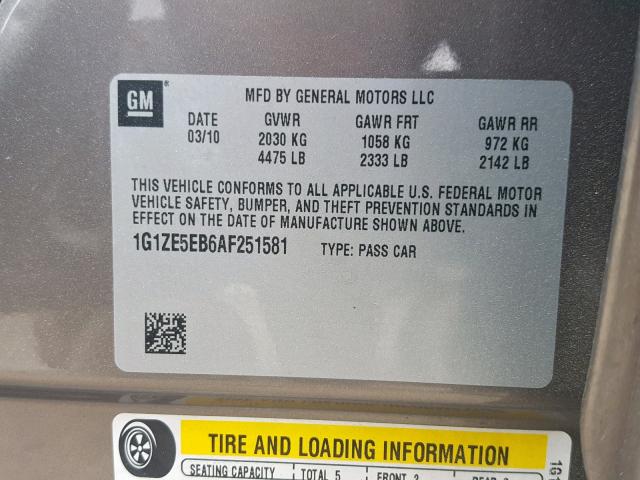 GM
MFD BY GENERAL MOTORS LLC
DATE GVWR GAWR FRT GAWR RR
03/10 2030 KG 1058 KG 972 KG
4475 LB 2333 LB 2142 LB
THIS VEHICLE CONFORMS TO ALL APPLICABLE U.S. FEDERAL MOTOR
VEHICLE SAFETY, BUMPER, AND THEFT PREVENTION STANDARDS IN
EFFECT ON THE DATE OF MANUFACTURE SHOWN ABOVE.
1G1ZE5EB6AF251581 TYPE: PASS CAR
TIRE AND LOADING INFORMATION
SEATING CAPACITY TOTAL 5 FRONT 2